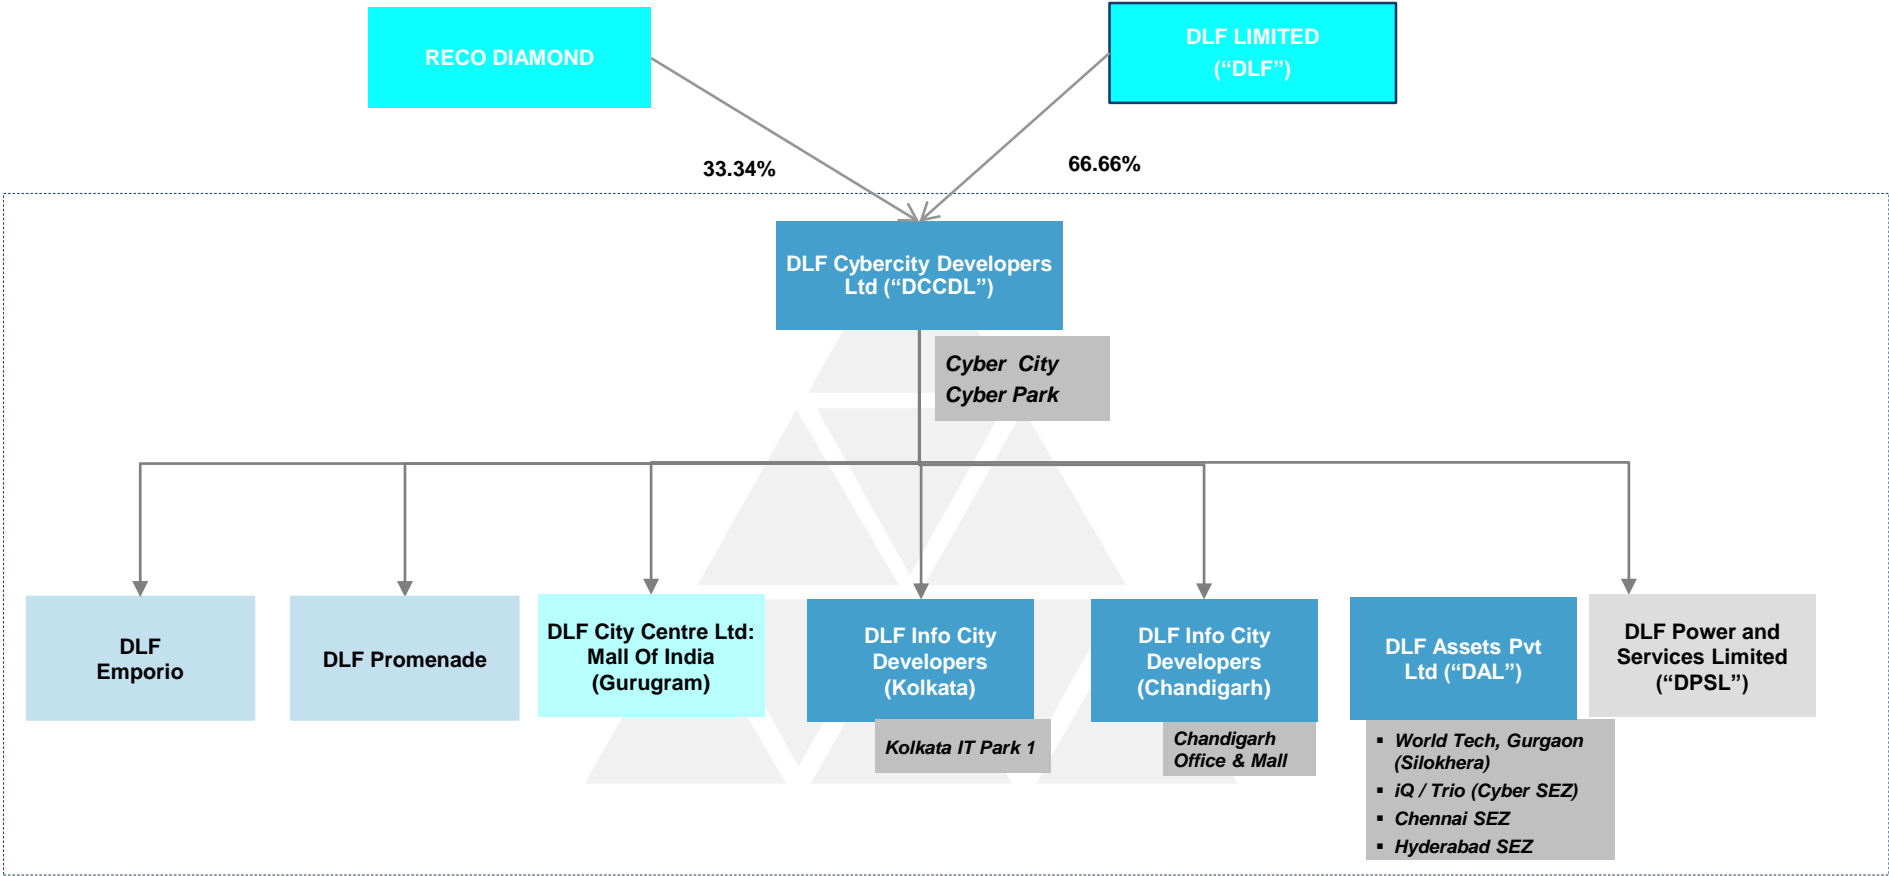 RECO DIAMOND
DLF LIMITED
(“DLF”)
33.34%
66.66%
DLF Cybercity Developers
Ltd (“DCCDL”)
Cyber City
Cyber Park
DLF
Emporio
DLF Promenade
DLF City Centre Ltd:
Mall Of India
(Gurugram)
DLF Info City
Developers
(Kolkata)
Kolkata IT Park 1
DLF Info City
Developers
(Chandigarh)
Chandigarh
Office & Mall
DLF Assets Pvt
Ltd (“DAL”)
▪ World Tech, Gurgaon
(Silokhera)
▪ iQ / Trio (Cyber SEZ)
▪ Chennai SEZ
▪ Hyderabad SEZ
DLF Power and
Services Limited
(“DPSL”)